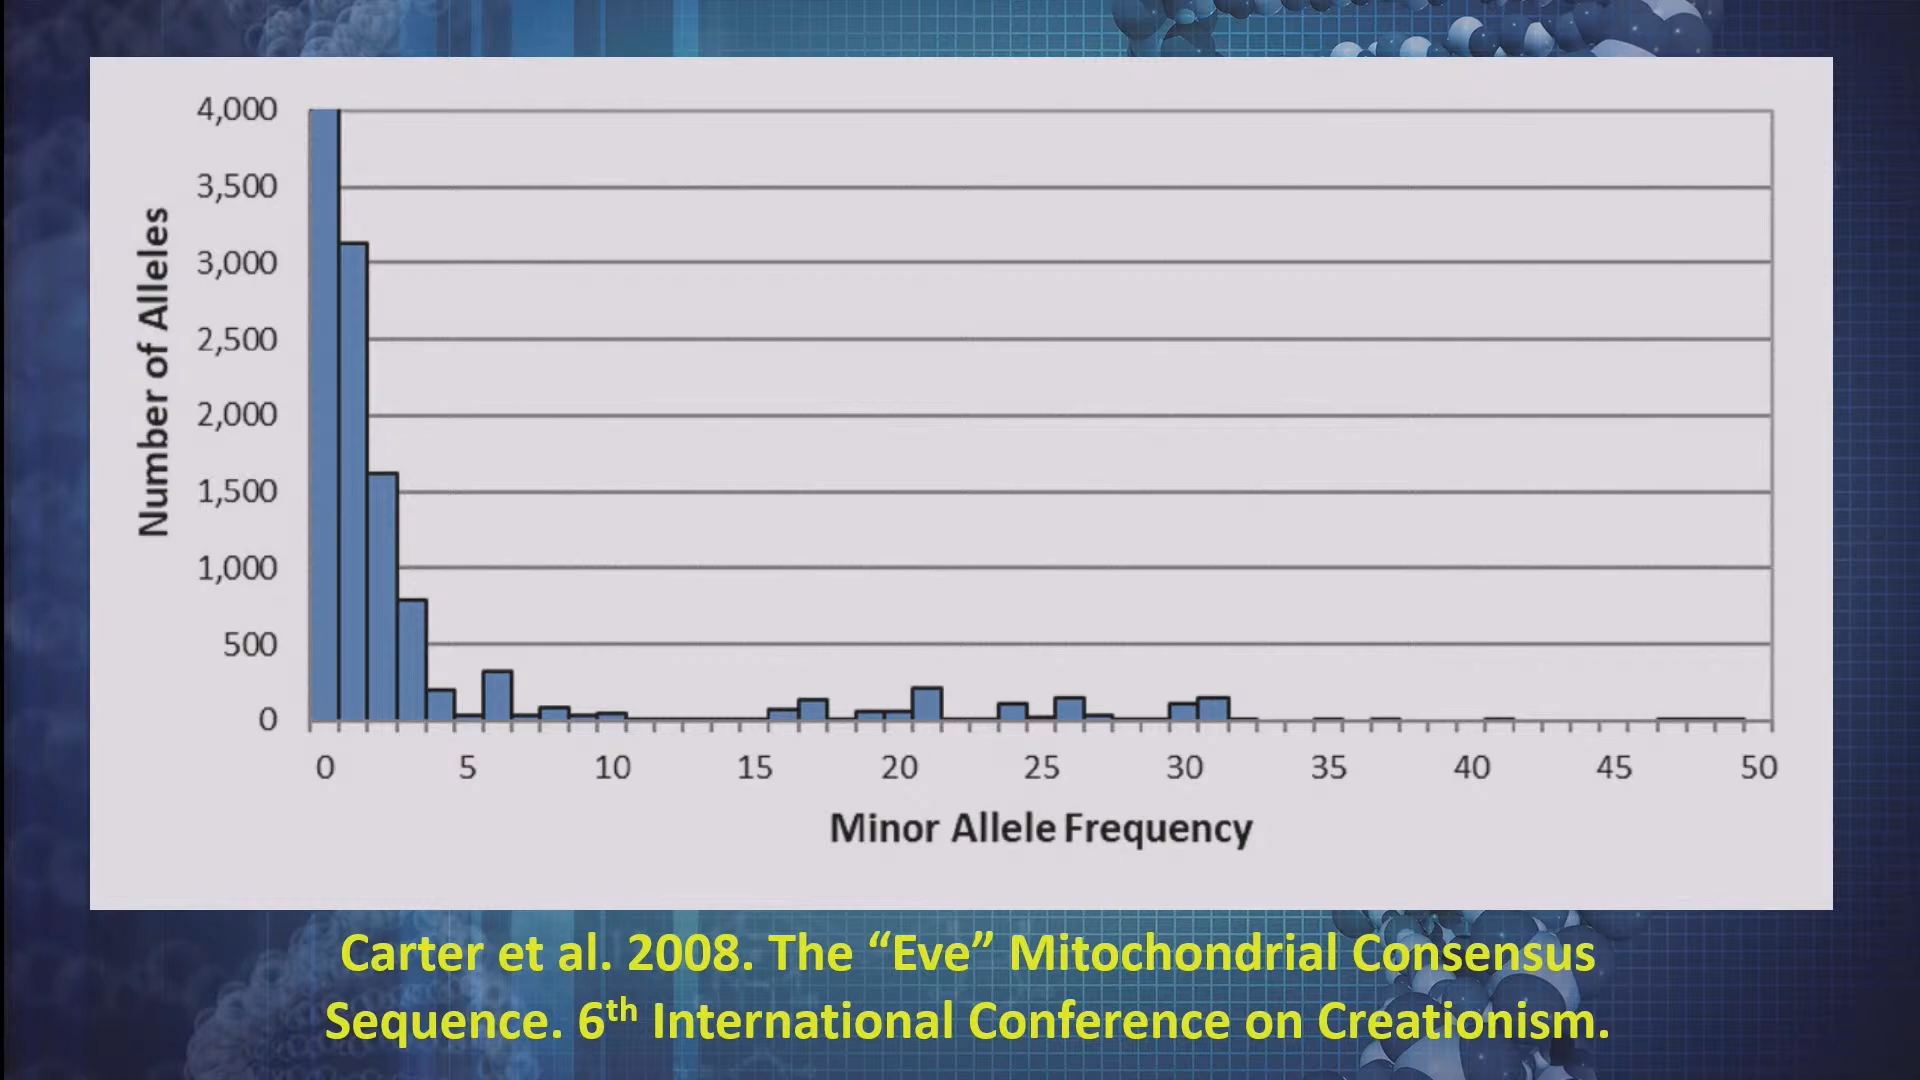 4,000
3,500
3,000
2,500
2,000
1,500
1,000
500
0
Number of Alleles
0 5 10 15 20 25 30 35 40 45 50
Minor Allele Frequency
Carter et al. 2008. The “Eve” Mitochondrial Consensus
Sequence. 6th International Conference on Creationism.